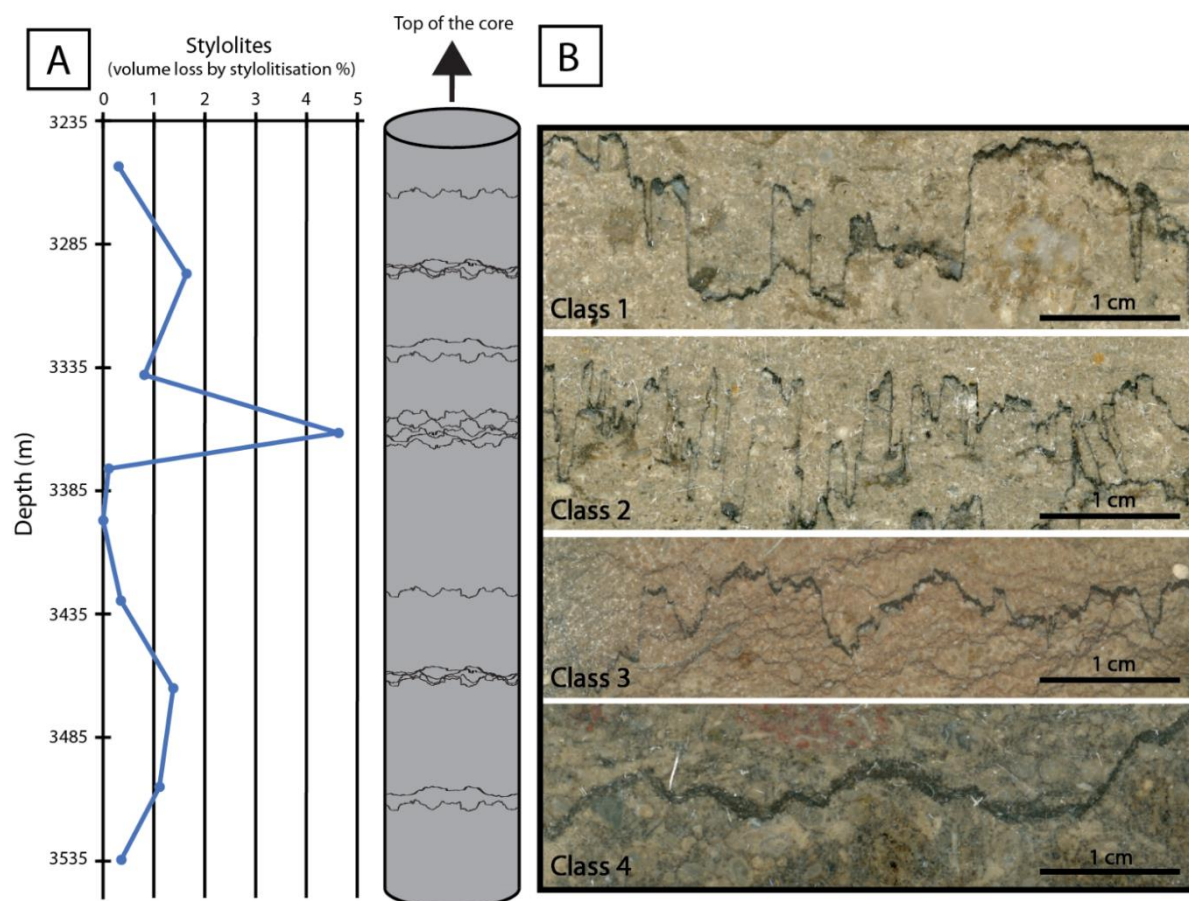 A
Stylolites
(volume loss by stylolitisation %)
0 1 2 3 4 5
Depth (m)
3235
3285
3335
3385
3435
3485
3535
Top of the core
B
Class 1
1 cm
Class 2
1 cm
Class 3
1 cm
Class 4
1 cm